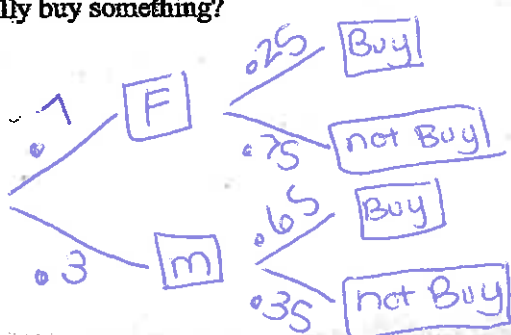 lly buy something?
.25 Buy
.7 F
.75 not Buy
.65 Buy
.3 m
.35 not Buy